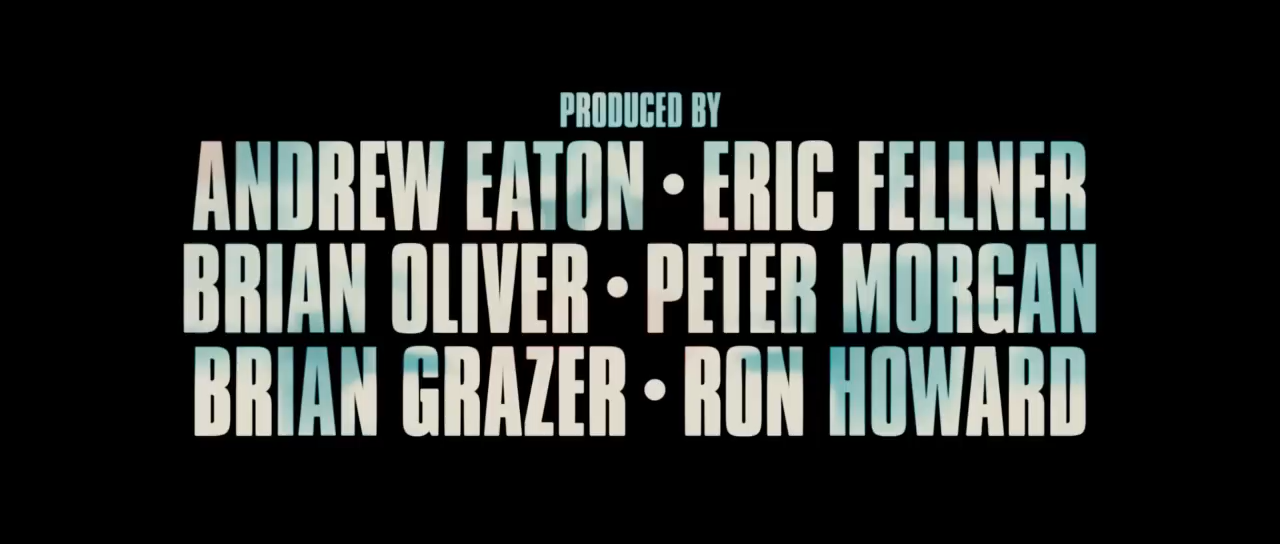 PRODUCED BY
ANDREW EATON • ERIC FELLNER
BRIAN OLIVER • PETER MORGAN
BRIAN GRAZER • RON HOWARD